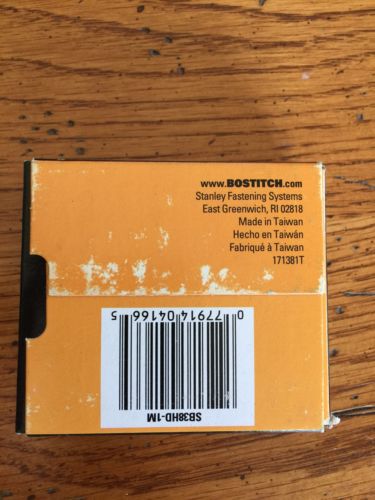 www.BOSTITCH.com
Stanley Fastening Systems
East Greenwich, RI 02818
Made in Taiwan
Hecho en Taiwán
Fabriqué à Taiwan
171381T
SB38HD-1M
0 77914 04166 5